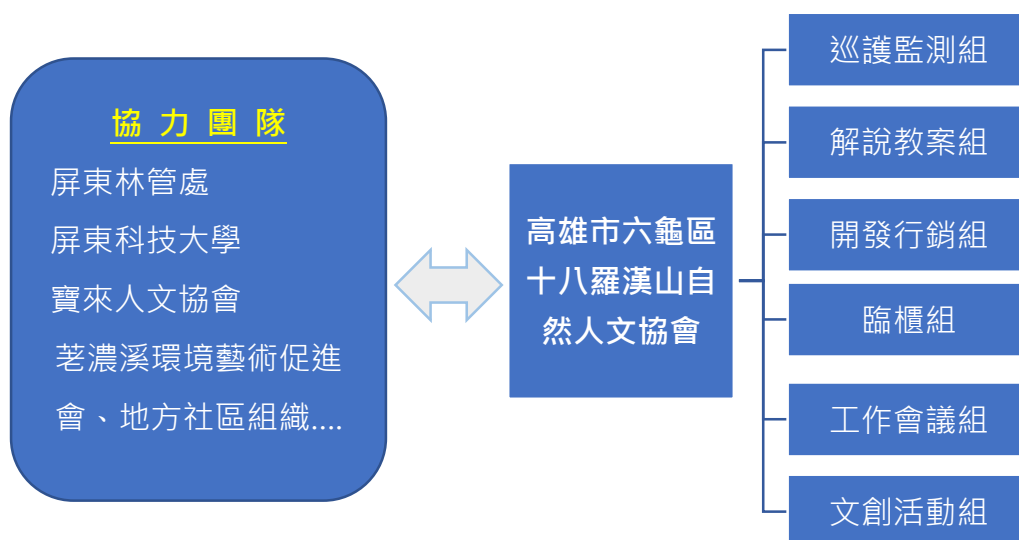 協力團隊
屏東林管處
屏東科技大學
寶來人文協會
荖濃溪環境藝術促進
會、地方社區組織....
高雄市六龜區
十八羅漢山自
然人文協會
巡護監測組
解說教案組
開發行銷組
臨櫃組
工作會議組
文創活動組